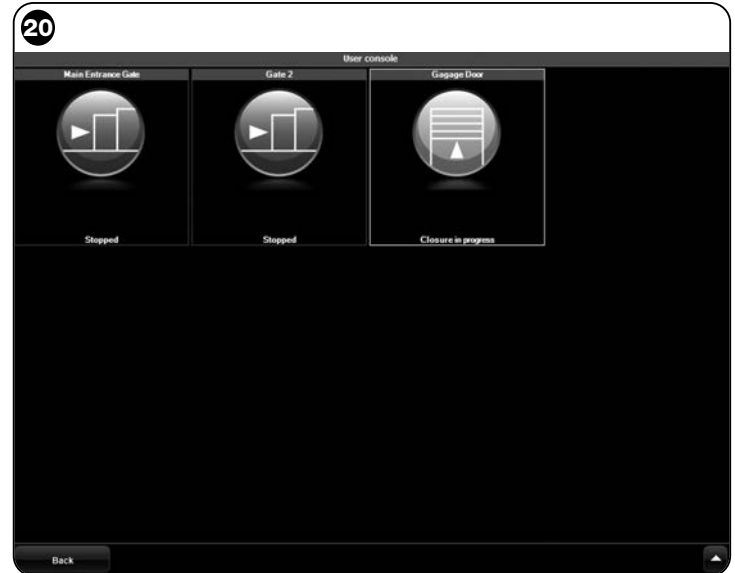 20
User console
Main Entrance Gate
Gate 2
Gagage Door
Stopped
Stopped
Closure in progress
Back